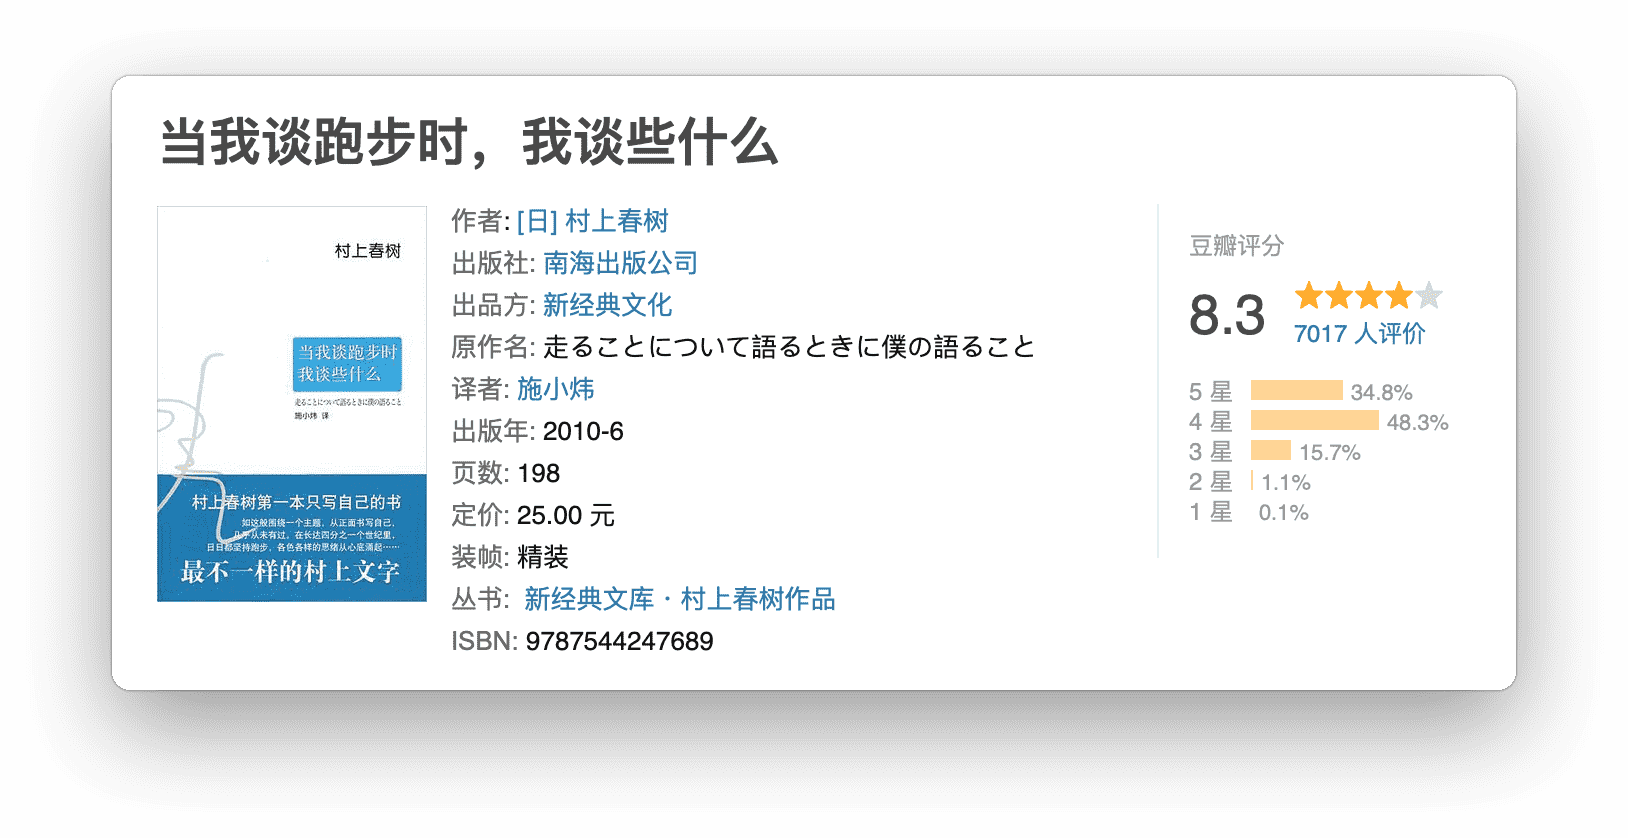 当我谈跑步时，我谈些什么
村上春树
当我谈跑步时
我谈些什么
走ることについて語るときに僕の語ること
施小炜 译
村上春树第一本只写自己的书
如这般围绕一个主题，从正面书写自己，
几乎从未有过。在长达四分之一个世纪里，
日日都坚持跑步，各色各样的思绪从心底涌起……
最不一样的村上文字
作者: [日] 村上春树
出版社: 南海出版公司
出品方: 新经典文化
原作名: 走ることについて語るときに僕の語ること
译者: 施小炜
出版年: 2010-6
页数: 198
定价: 25.00 元
装帧: 精装
丛书: 新经典文库 · 村上春树作品
ISBN: 9787544247689
豆瓣评分
8.3
7017 人评价
5 星 34.8%
4 星 48.3%
3 星 15.7%
2 星 1.1%
1 星 0.1%